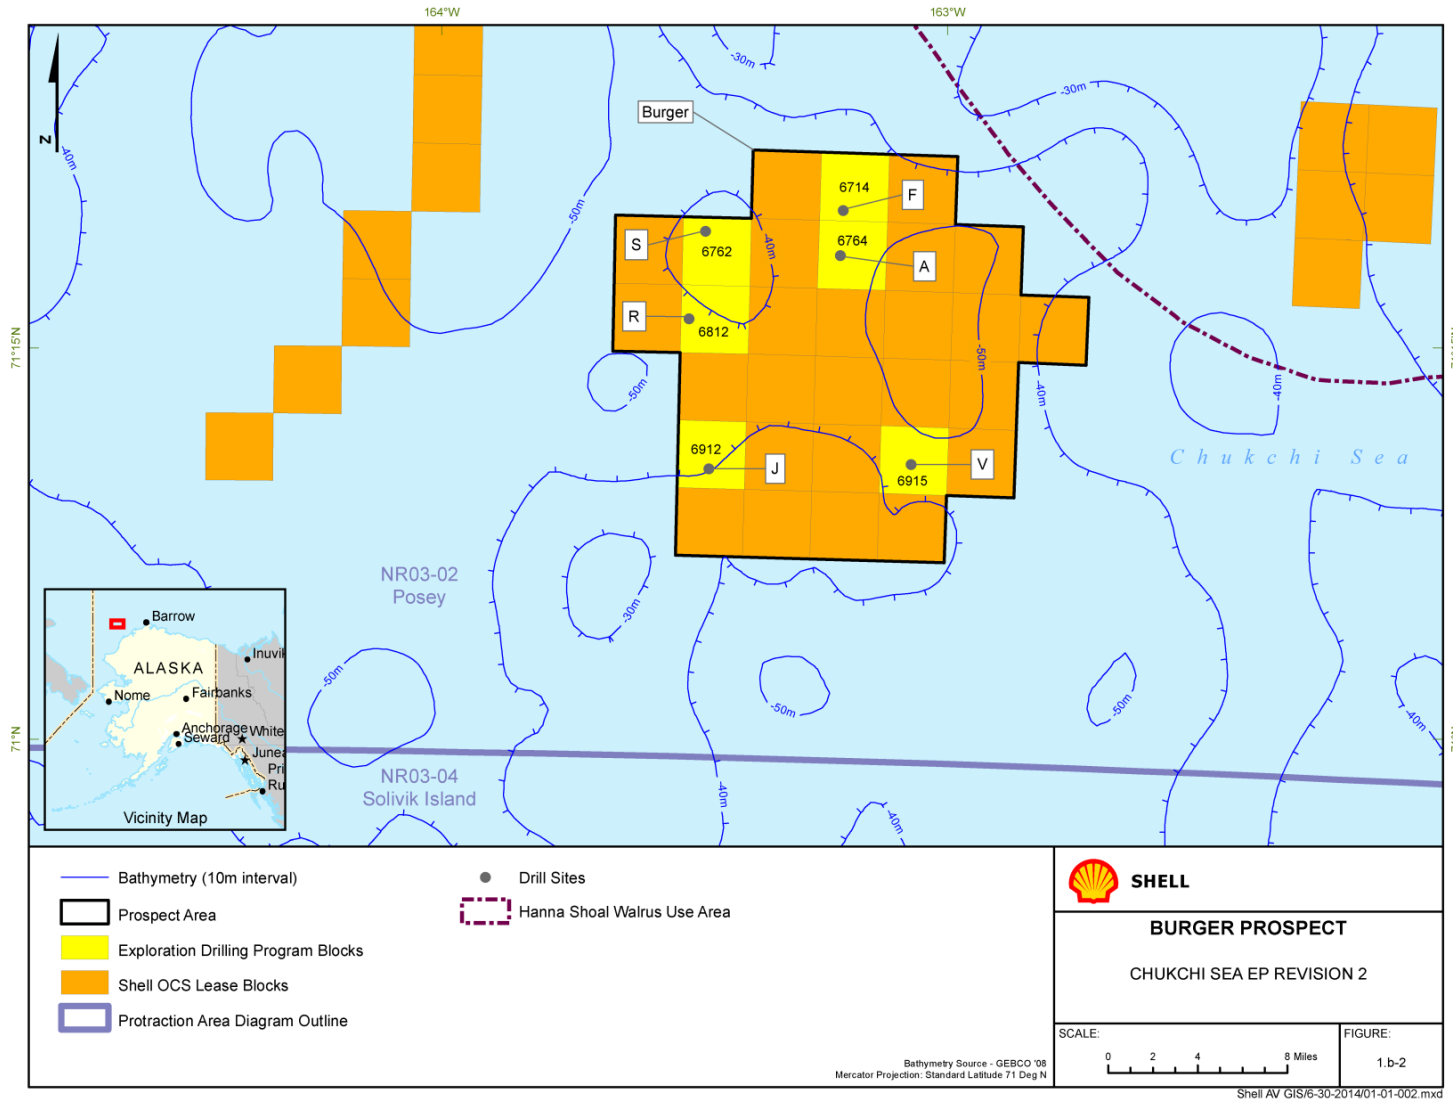 164°W
163°W
-30m
-30m
Burger
N
-40m
6714
F
-50m
S
6762
-40m
6764
A
R
6812
71°15'N
-50m
-50m
-40m
-40m
6912
J
V
6915
Chukchi Sea
NR03-02
Posey
-30m
Barrow
Inuvik
ALASKA
-50m
Nome
Fairbanks
-50m
-50m
-40m
71°N
Anchorage
White
Seward
June
Pri
Ru
NR03-04
Solivik Island
-40m
-40m
Vicinity Map
Bathymetry (10m interval)
Drill Sites
SHELL
Prospect Area
Hanna Shoal Walrus Use Area
BURGER PROSPECT
Exploration Drilling Program Blocks
CHUKCHI SEA EP REVISION 2
Shell OCS Lease Blocks
Protraction Area Diagram Outline
SCALE:
FIGURE:
0 2 4 8 Miles
1.b-2
Bathymetry Source - GEBCO '08
Mercator Projection: Standard Latitude 71 Deg N
Shell AV GIS/6-30-2014/01-01-002.mxd